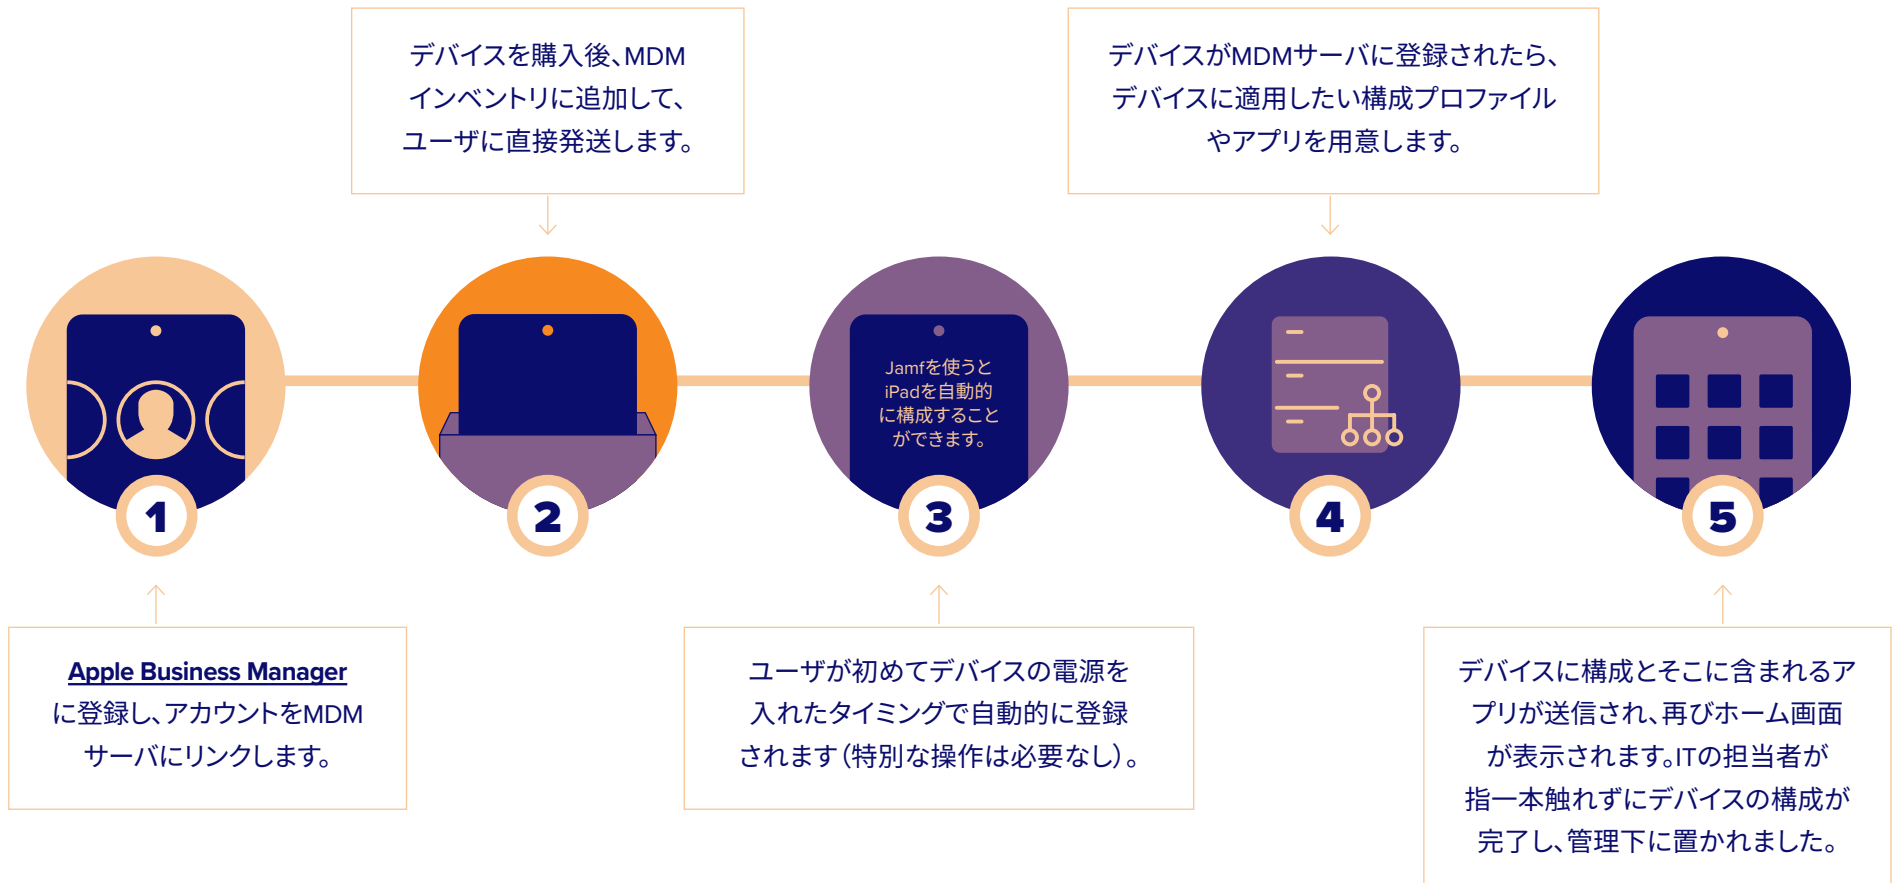 デバイスを購入後、MDM
インベントリに追加して、
ユーザに直接発送します。
デバイスがMDMサーバに登録されたら、
デバイスに適用したい構成プロファイル
やアプリを用意します。
Jamfを使うと
iPadを自動的
に構成すること
ができます。
1
2
3
4
5
Apple Business Manager
に登録し、アカウントをMDM
サーバにリンクします。
ユーザが初めてデバイスの電源を
入れたタイミングで自動的に登録
されます（特別な操作は必要なし）。
デバイスに構成とそこに含まれるア
プリが送信され、再びホーム画面
が表示されます。ITの担当者が
指一本触れずにデバイスの構成が
完了し、管理下に置かれました。